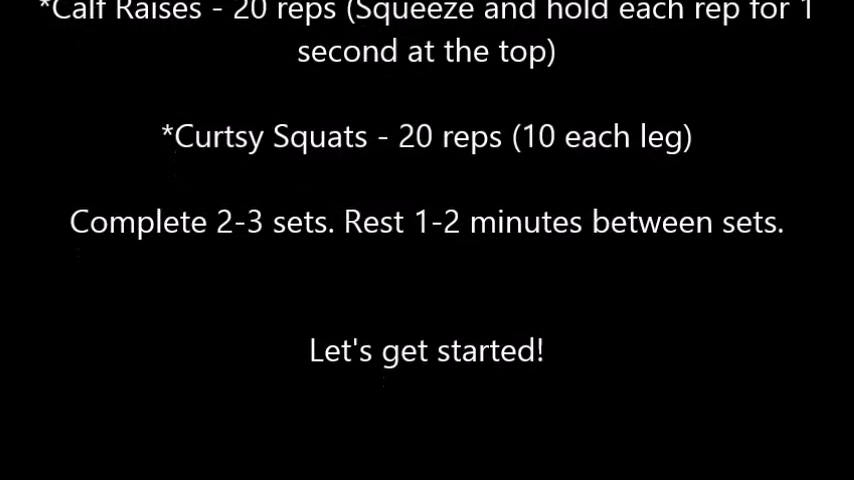 *Calf Raises - 20 reps (Squeeze and hold each rep for 1
second at the top)
*Curtsy Squats - 20 reps (10 each leg)
Complete 2-3 sets. Rest 1-2 minutes between sets.
Let's get started!